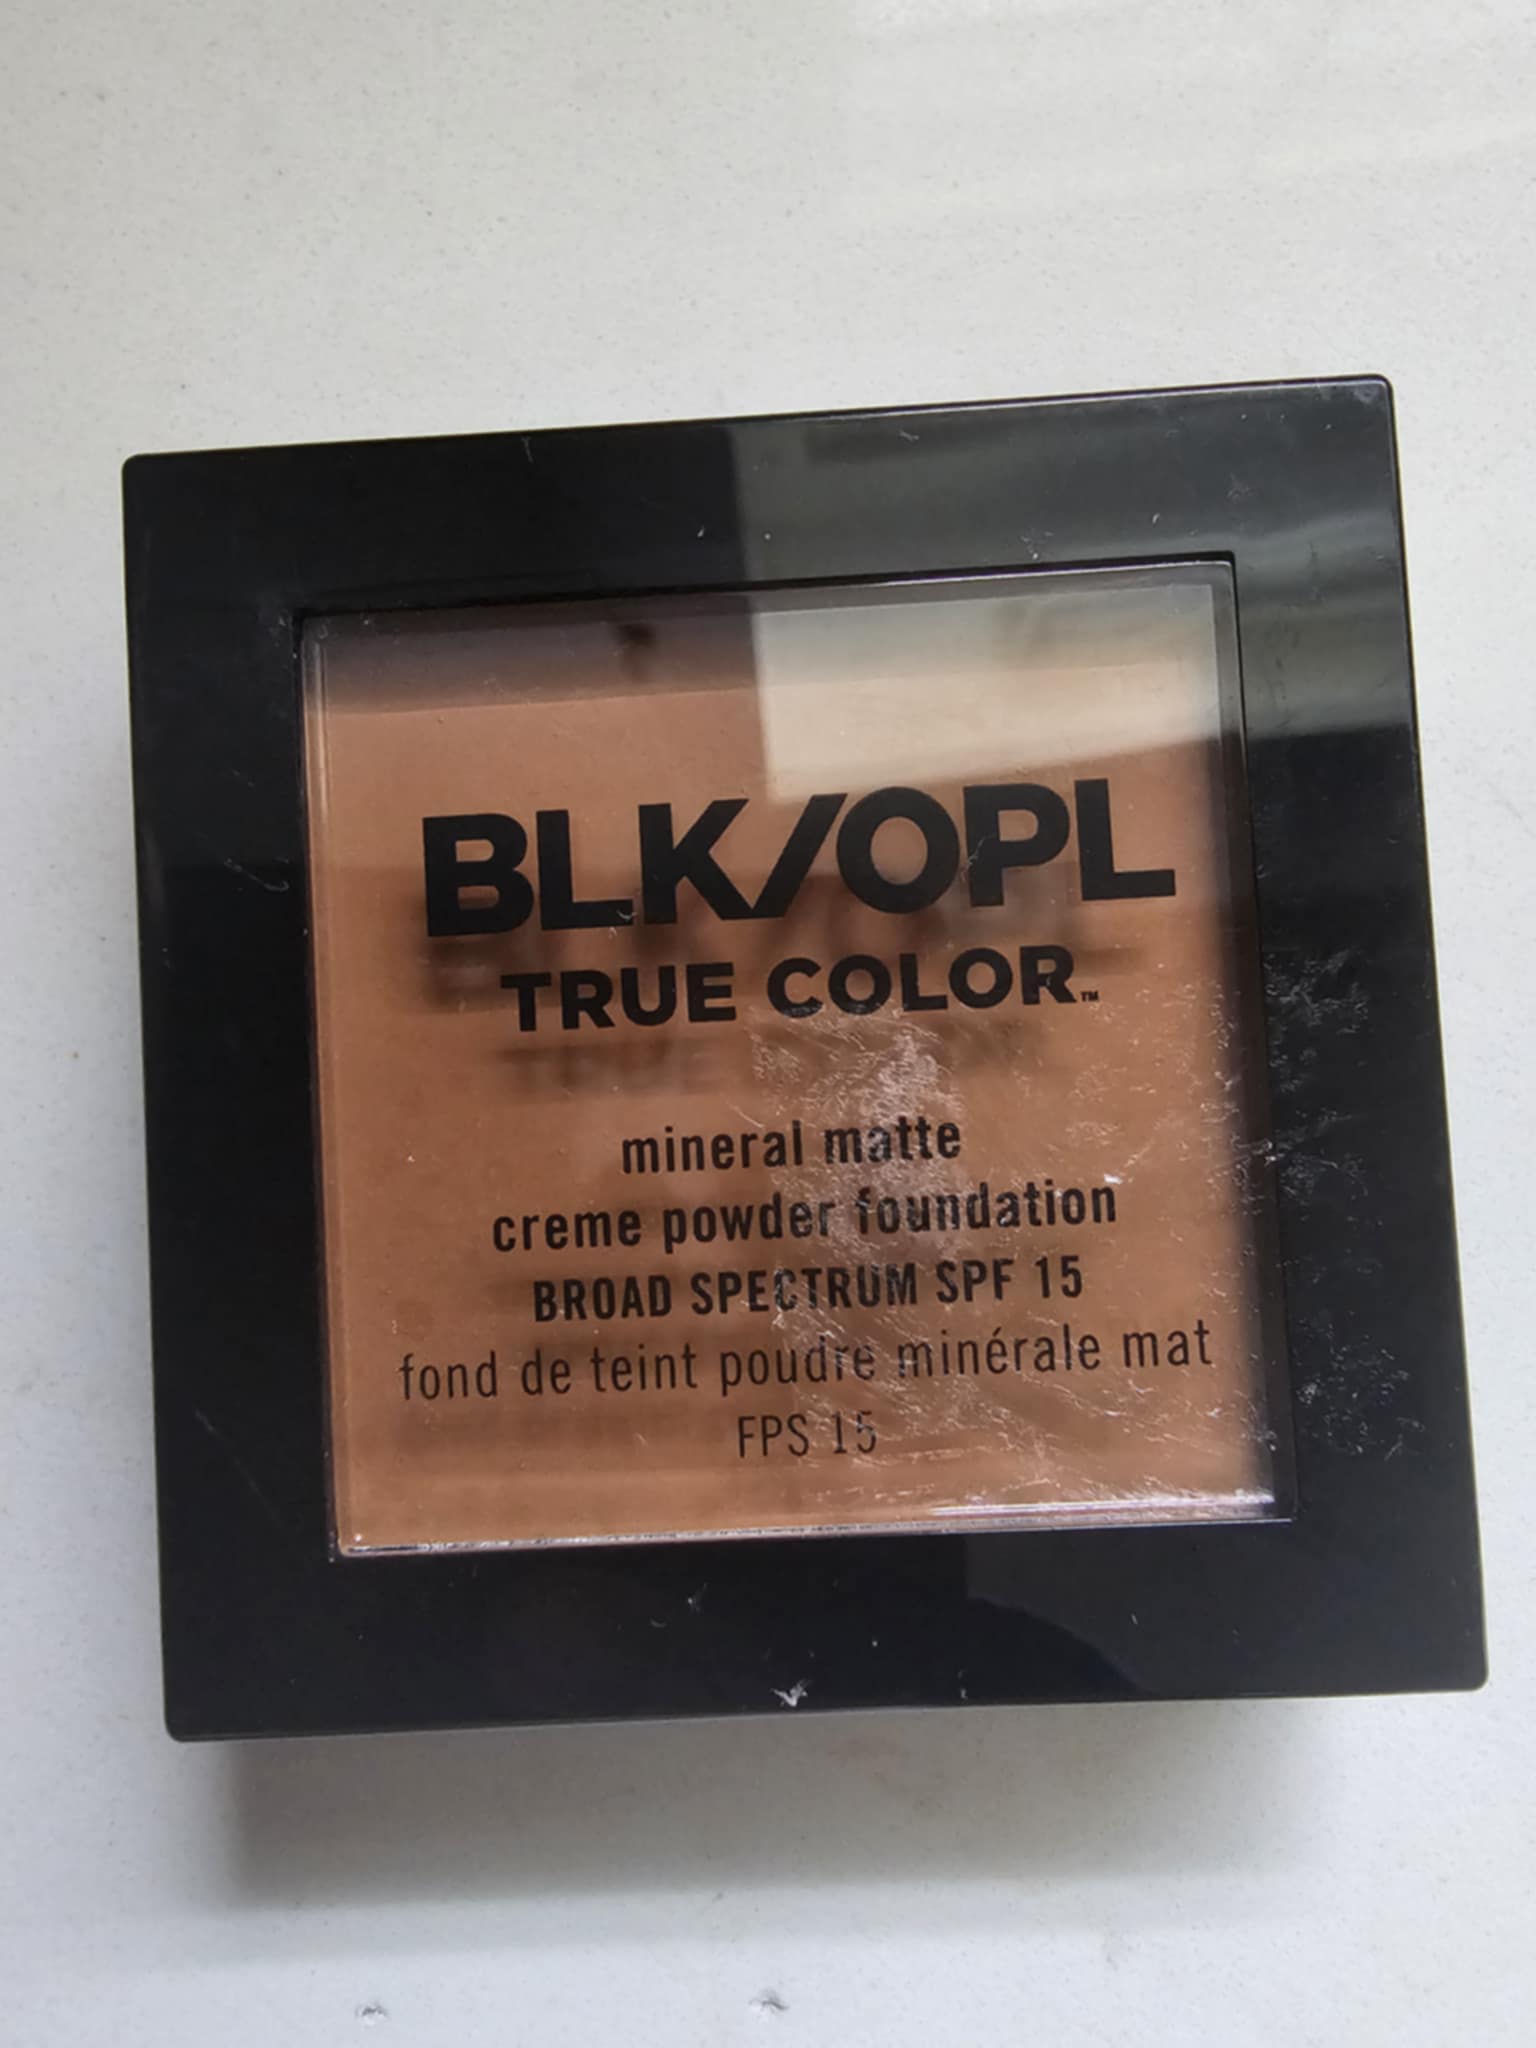 BLK/OPL
TRUE COLOR™
mineral matte
creme powder foundation
BROAD SPECTRUM SPF 15
fond de teint poudre minérale mat
FPS 15